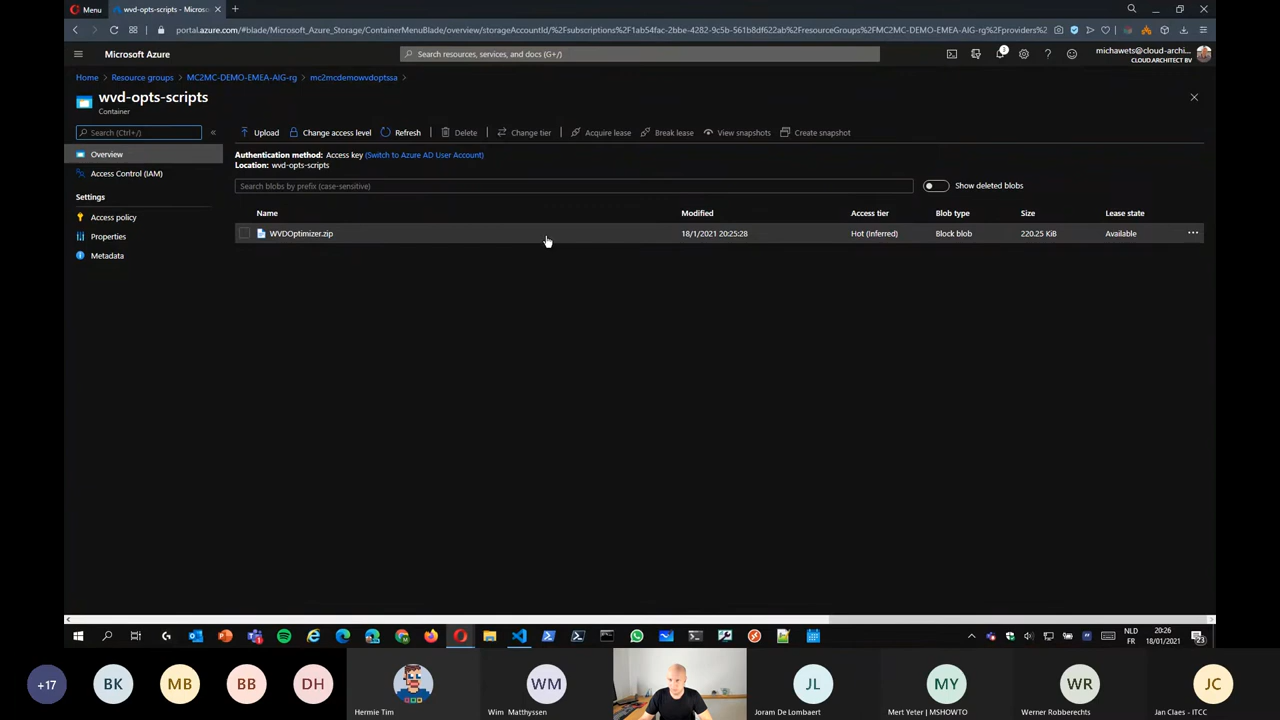 Menu
wvd-opts-scripts - Microso
portal.azure.com/#blade/Microsoft_Azure_Storage/ContainerMenuBlade/overview/storageAccountId/%2Fsubscriptions%2F1ab54fac-2bbe-4282-9c5b-561b8df622ab%2FresourceGroups%2FMC2MC-DEMO-EMEA-AIG-rg%2Fproviders%2
Microsoft Azure
Search resources, services, and docs (G+/)
1
michawets@cloud-archi...
CLOUD.ARCHITECT BV
Home
Resource groups
MC2MC-DEMO-EMEA-AIG-rg
mc2mcdemowvdoptssa
wvd-opts-scripts
Container
Search (Ctrl+/)
Upload
Change access level
Refresh
Delete
Change tier
Acquire lease
Break lease
View snapshots
Create snapshot
Overview
Access Control (IAM)
Settings
Access policy
Properties
Metadata
Authentication method: Access key (Switch to Azure AD User Account)
Location: wvd-opts-scripts
Search blobs by prefix (case-sensitive)
Show deleted blobs
Name Modified Access tier Blob type Size Lease state
WVDOptimizer.zip 18/1/2021 20:25:28 Hot (Inferred) Block blob 220.25 KiB Available
NLD
FR
20:26
18/01/2021
23
+17
BK
MB
BB
DH
Hermie Tim
WM
Wim Matthyssen
JL
Joram De Lombaert
MY
Mert Yeter | MSHOWTO
WR
Werner Robberechts
JC
Jan Claes - ITCC